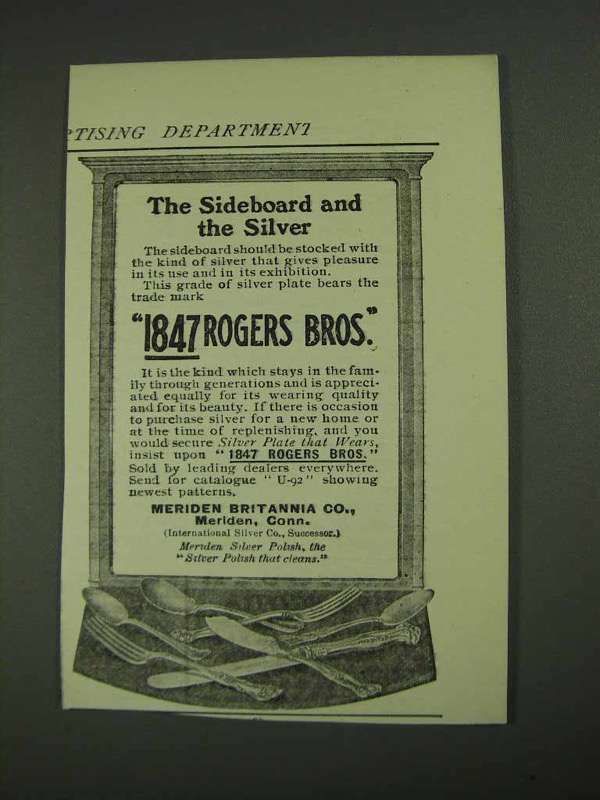 TISING DEPARTMENT
The Sideboard and
the Silver
The sideboard should be stocked with
the kind of silver that gives pleasure
in its use and in its exhibition.
This grade of silver plate bears the
trade mark
"1847 ROGERS BROS."
It is the kind which stays in the fam-
ily through generations and is appreci-
ated equally for its wearing quality
and for its beauty. If there is occasion
to purchase silver for a new home or
at the time of replenishing, and you
would secure Silver Plate that Wears,
insist upon "1847 ROGERS BROS."
Sold by leading dealers everywhere.
Send for catalogue "U-92" showing
newest patterns.
MERIDEN BRITANNIA CO.,
Meriden, Conn.
(International Silver Co., Successor.)
Meriden Silver Polish, the
"Silver Polish that cleans."